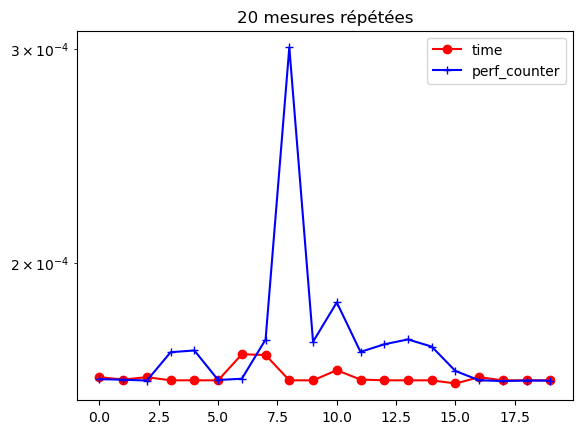 20 mesures répétées
3 × 10⁻⁴
2 × 10⁻⁴
time
perf_counter
0.0 2.5 5.0 7.5 10.0 12.5 15.0 17.5